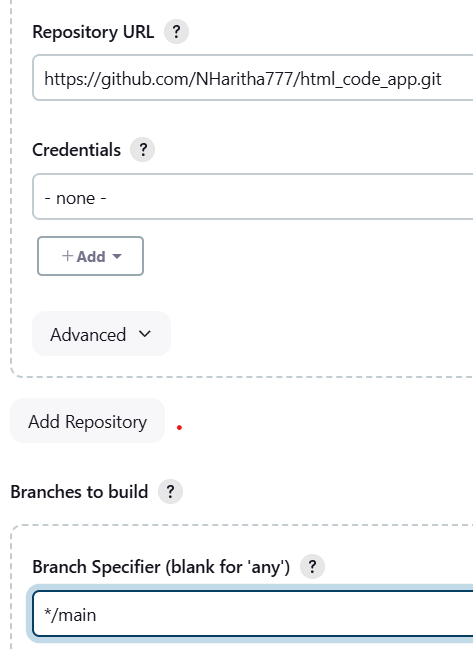 Repository URL ?
https://github.com/NHaritha777/html_code_app.git
Credentials ?
- none -
+ Add
Advanced
Add Repository
Branches to build ?
Branch Specifier (blank for 'any') ?
*/main